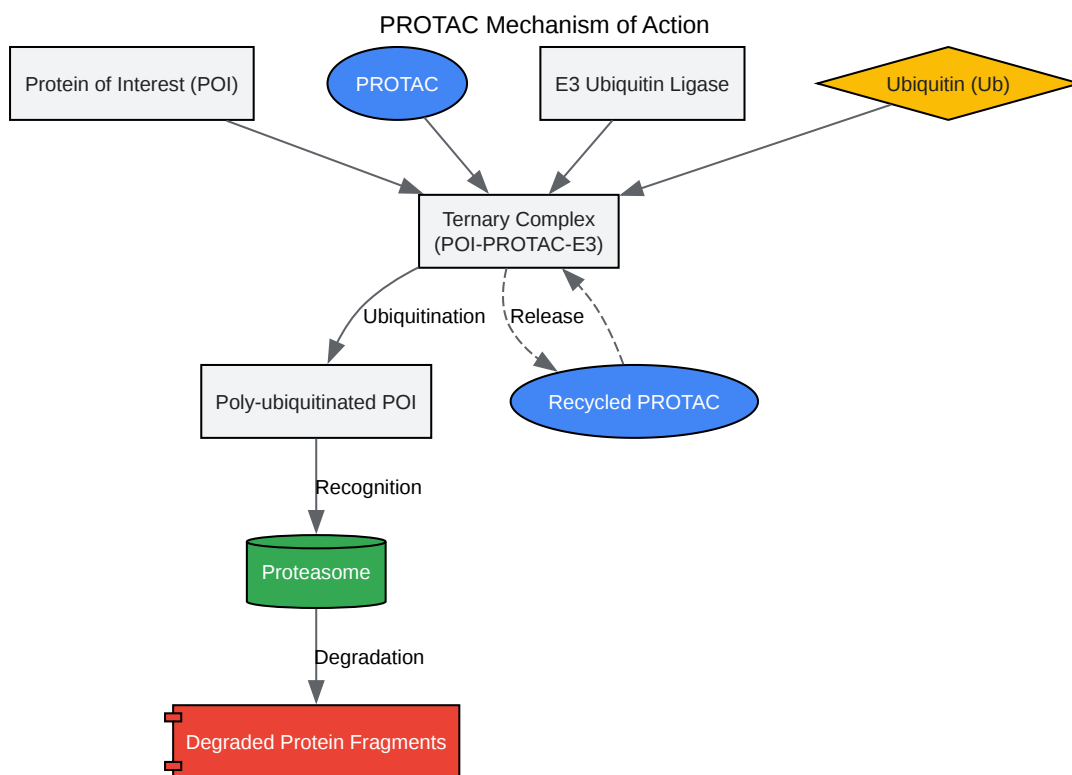 PROTAC Mechanism of Action
Protein of Interest (POI)
PROTAC
E3 Ubiquitin Ligase
Ubiquitin (Ub)
Ternary Complex
(POI-PROTAC-E3)
Ubiquitination
Release
Poly-ubiquitinated POI
Recycled PROTAC
Recognition
Proteasome
Degradation
Degraded Protein Fragments